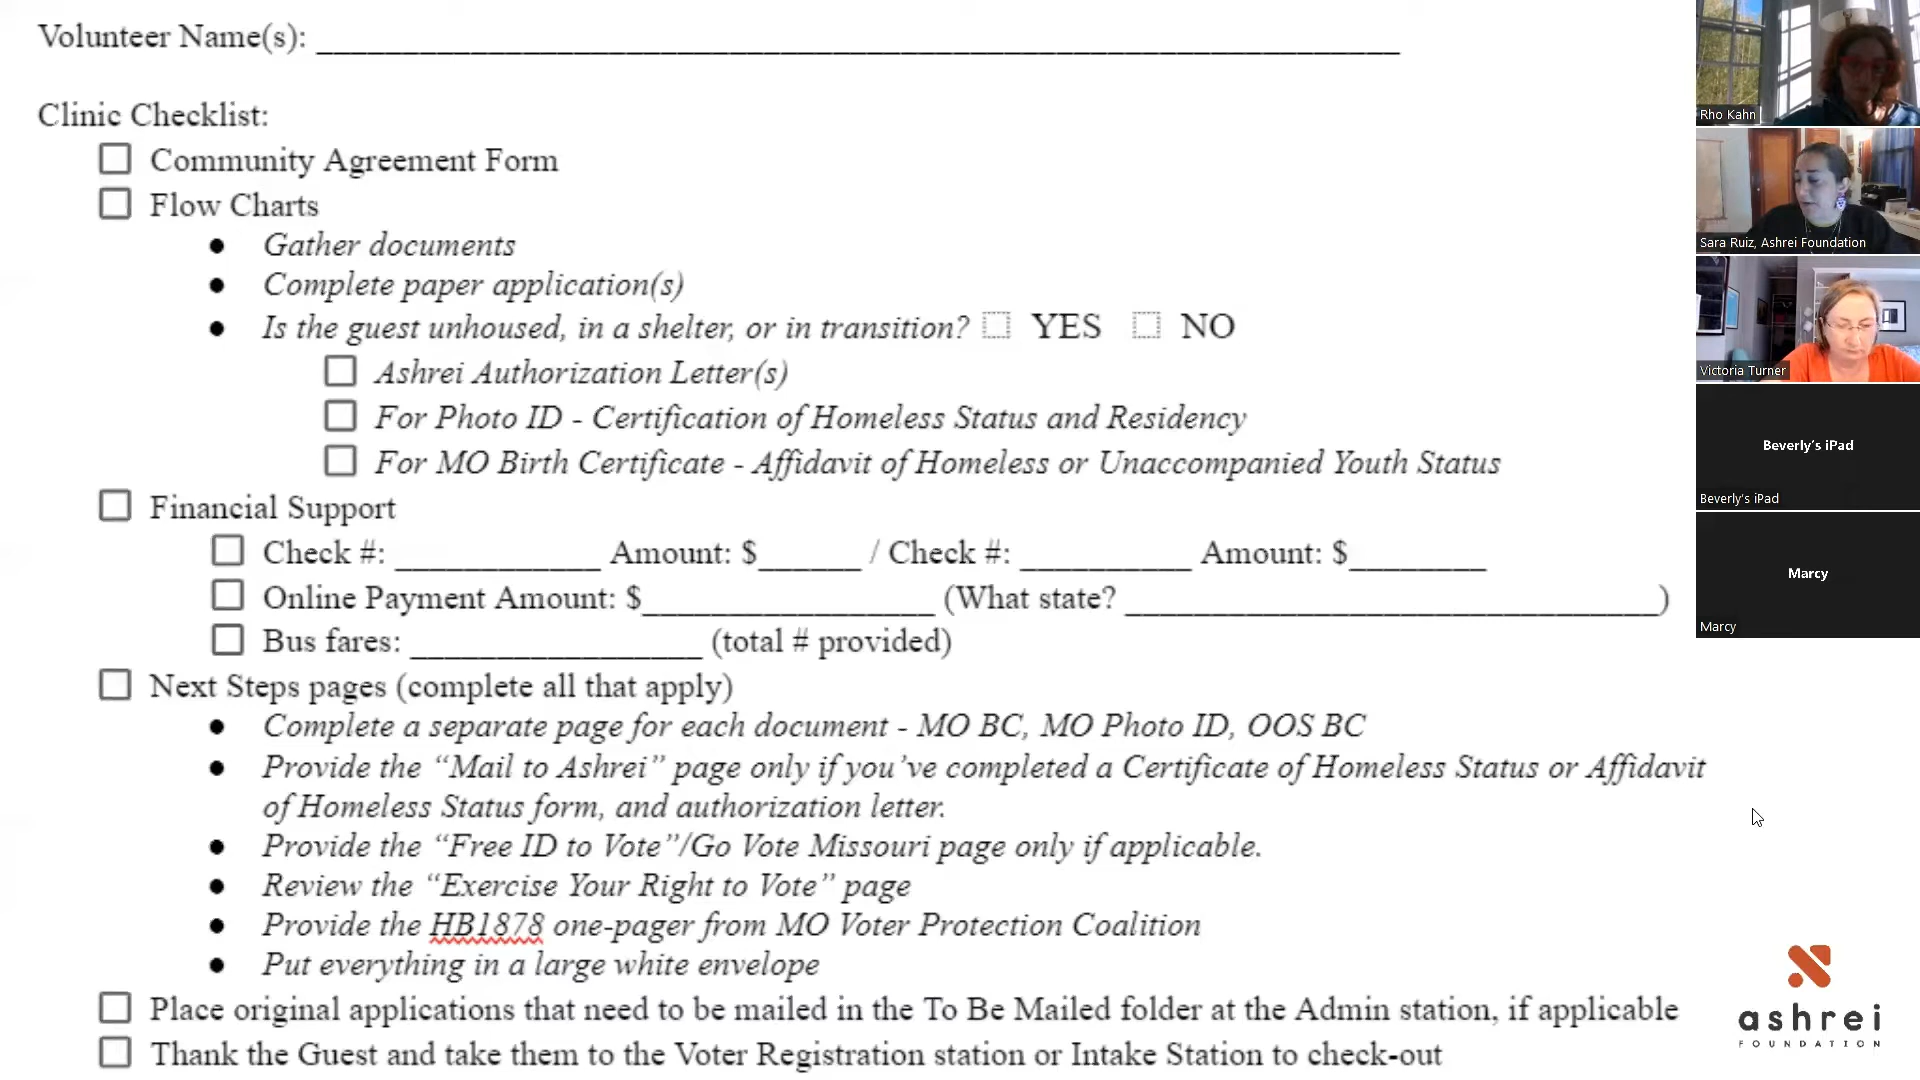 Volunteer Name(s): ____________________
Clinic Checklist:
☐ Community Agreement Form
☐ Flow Charts
● Gather documents
● Complete paper application(s)
● Is the guest unhoused, in a shelter, or in transition? ☐ YES ☐ NO
☐ Ashrei Authorization Letter(s)
☐ For Photo ID - Certification of Homeless Status and Residency
☐ For MO Birth Certificate - Affidavit of Homeless or Unaccompanied Youth Status
☐ Financial Support
☐ Check #: ____________ Amount: $______ / Check #: __________ Amount: $________
☐ Online Payment Amount: $_________________ (What state? _______________________________)
☐ Bus fares: _________________ (total # provided)
☐ Next Steps pages (complete all that apply)
● Complete a separate page for each document - MO BC, MO Photo ID, OOS BC
● Provide the “Mail to Ashrei” page only if you’ve completed a Certificate of Homeless Status or Affidavit
of Homeless Status form, and authorization letter.
● Provide the “Free ID to Vote”/Go Vote Missouri page only if applicable.
● Review the “Exercise Your Right to Vote” page
● Provide the HB1878 one-pager from MO Voter Protection Coalition
● Put everything in a large white envelope
☐ Place original applications that need to be mailed in the To Be Mailed folder at the Admin station, if applicable
☐ Thank the Guest and take them to the Voter Registration station or Intake Station to check-out
Rho Kahn
Sara Ruiz, Ashrei Foundation
Victoria Turner
Beverly’s iPad
Beverly's iPad
Marcy
Marcy
ashrei
FOUNDATION